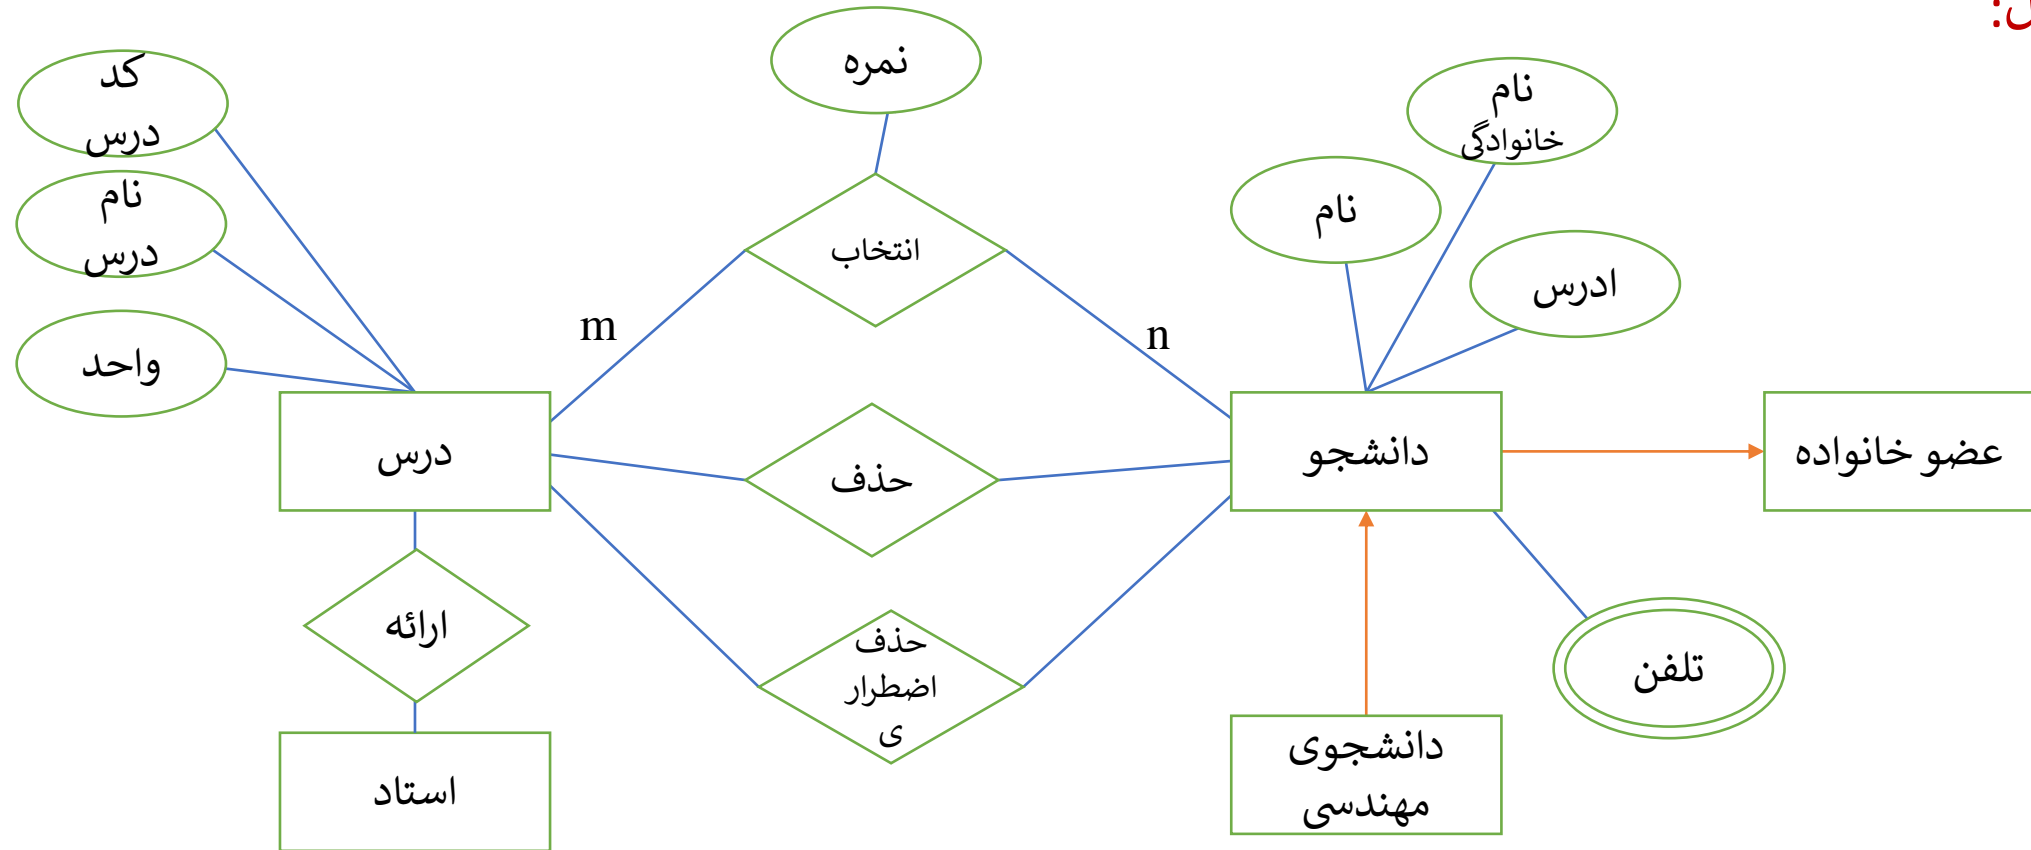 نمره
نام
خانوادگی
نام
ادرس
کد
درس
نام
درس
واحد
انتخاب
m
n
عضو خانواده
دانشجو
حذف
درس
تلفن
حذف
اضطرار
ی
ارائه
دانشجوی
مهندسی
استاد